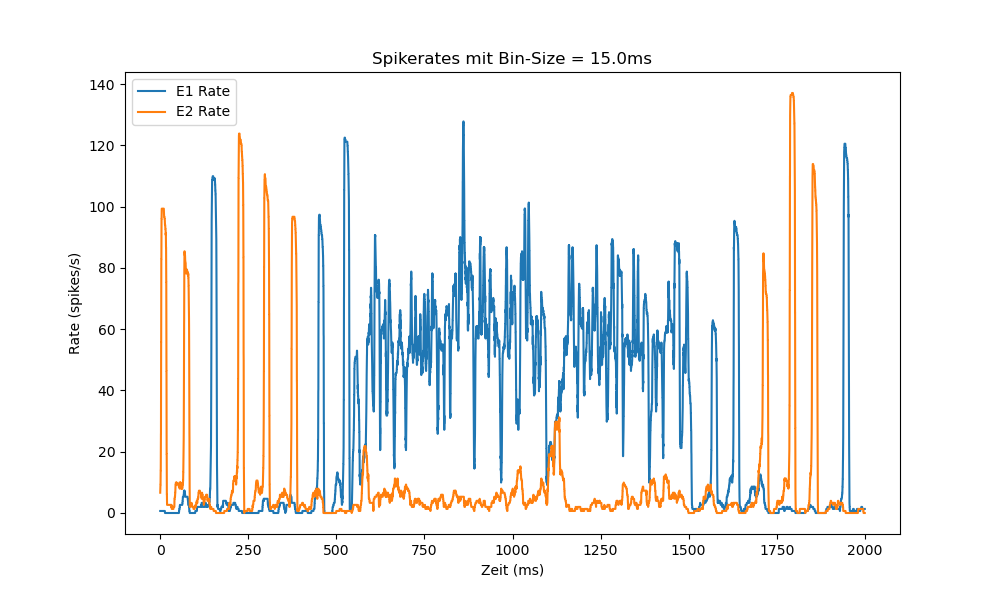 Spikerates mit Bin-Size = 15.0ms
E1 Rate
E2 Rate
Rate (spikes/s)
140
120
100
80
60
40
20
0
0 250 500 750 1000 1250 1500 1750 2000
Zeit (ms)